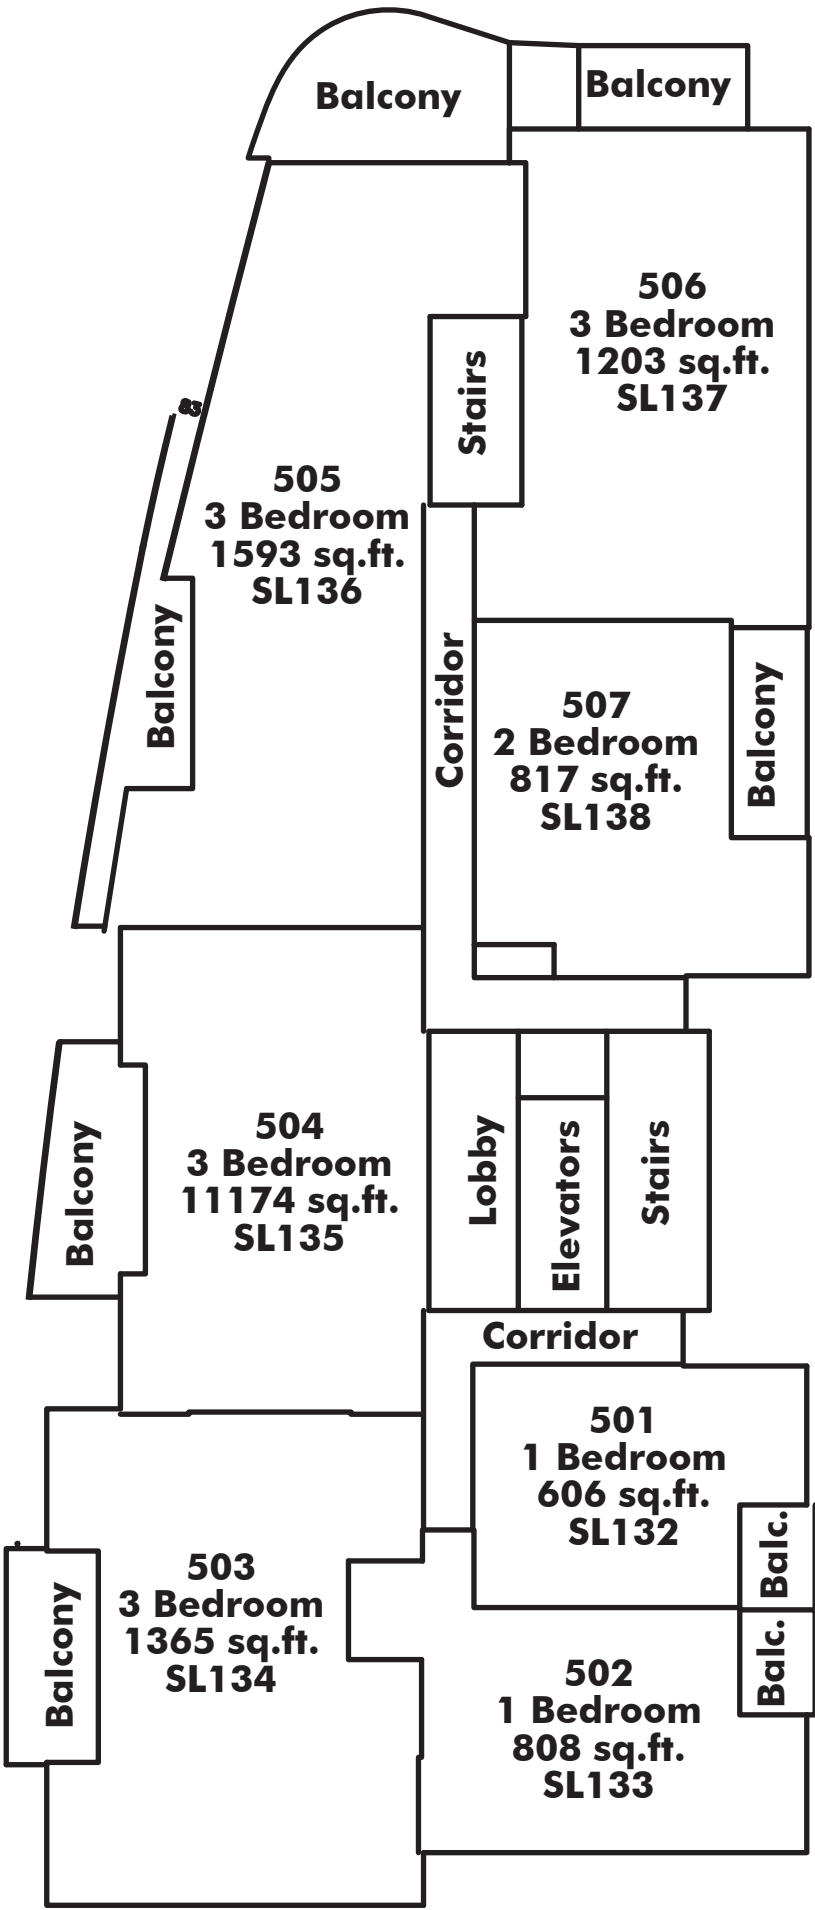 Balcony
Balcony
506
3 Bedroom
1203 sq.ft.
SL137
Stairs
83
505
3 Bedroom
1593 sq.ft.
SL136
Balcony
Corridor
507
2 Bedroom
817 sq.ft.
SL138
Balcony
504
3 Bedroom
11174 sq.ft.
SL135
Balcony
Lobby
Elevators
Stairs
Corridor
501
1 Bedroom
606 sq.ft.
SL132
Balc.
503
3 Bedroom
1365 sq.ft.
SL134
Balcony
Balc.
502
1 Bedroom
808 sq.ft.
SL133